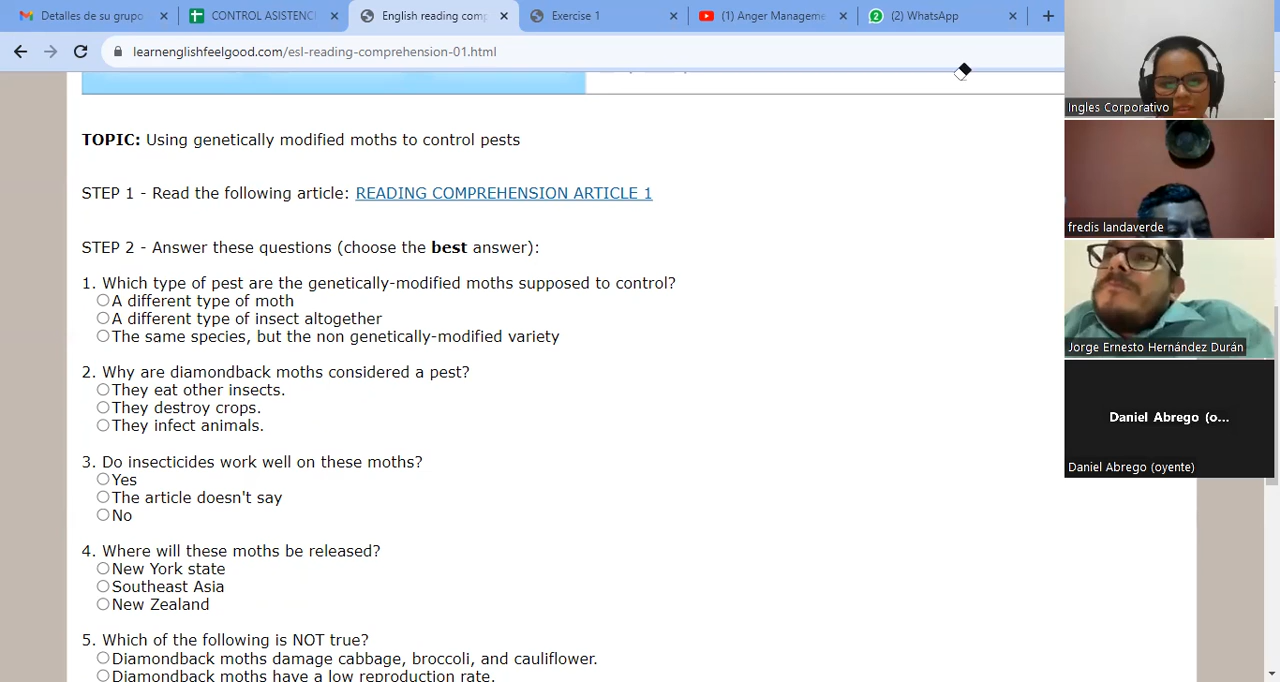 Detalles de su grupo
CONTROL ASISTENC
English reading com
Exercise 1
(1) Anger Manageme
(2) WhatsApp
learnenglishfeelgood.com/esl-reading-comprehension-01.html
TOPIC: Using genetically modified moths to control pests
STEP 1 - Read the following article: READING COMPREHENSION ARTICLE 1
STEP 2 - Answer these questions (choose the best answer):
1. Which type of pest are the genetically-modified moths supposed to control?
A different type of moth
A different type of insect altogether
The same species, but the non genetically-modified variety
2. Why are diamondback moths considered a pest?
They eat other insects.
They destroy crops.
They infect animals.
3. Do insecticides work well on these moths?
Yes
The article doesn't say
No
4. Where will these moths be released?
New York state
Southeast Asia
New Zealand
5. Which of the following is NOT true?
Diamondback moths damage cabbage, broccoli, and cauliflower.
Diamondback moths have a low reproduction rate.
Ingles Corporativo
fredis landaverde
Jorge Ernesto Hernández Durán
Daniel Abrego (o...
Daniel Abrego (oyente)